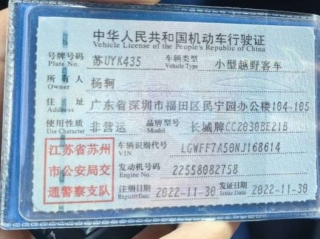 中华人民共和国机动车行驶证
Vehicle License of the People's Republic of China
号牌号码 苏UYK435 车辆类型 小型越野客车
Plate No. Vehicle Type
所有人 杨轲
Owner
住址 广东省深圳市福田区民宁园办公楼104-105
Address
使用性质 非营运 品牌型号 长城牌CC2030BE21B
Use Character Model
江苏省苏州 车辆识别代号 LGWFF7A50NJ168614
VIN
市公安局交 发动机号码 22558082758
Engine No.
通警察支队 注册日期 2022-11-30 发证日期 2022-11-30
Register Date Issue Date